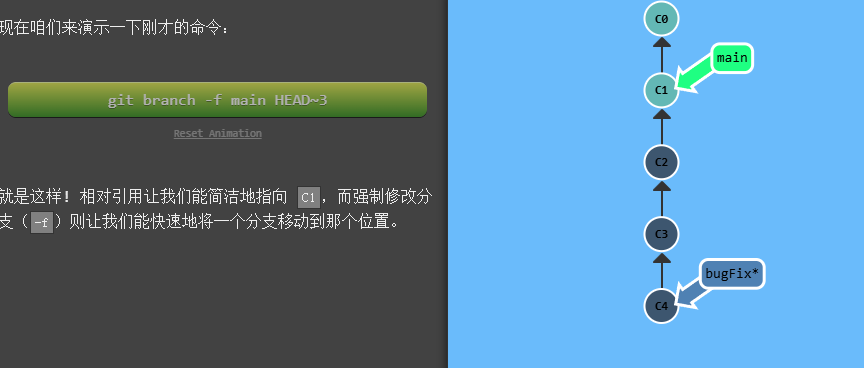 现在咱们来演示一下刚才的命令：
git branch -f main HEAD~3
Reset Animation
就是这样！相对引用让我们能简洁地指向 C1，而强制修改分
支（-f）则让我们能快速地将一个分支移动到那个位置。
C0
main
C1
C2
C3
bugFix*
C4